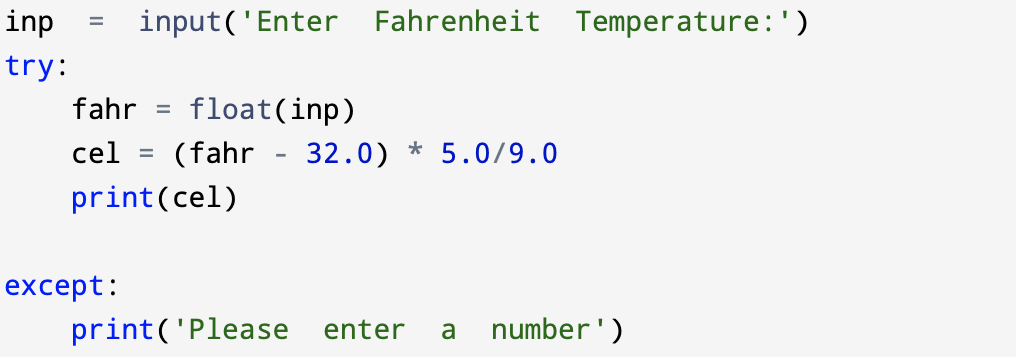 inp  =  input('Enter  Fahrenheit  Temperature:')
try:
    fahr = float(inp)
    cel = (fahr - 32.0) * 5.0/9.0
    print(cel)
except:
    print('Please  enter  a  number')